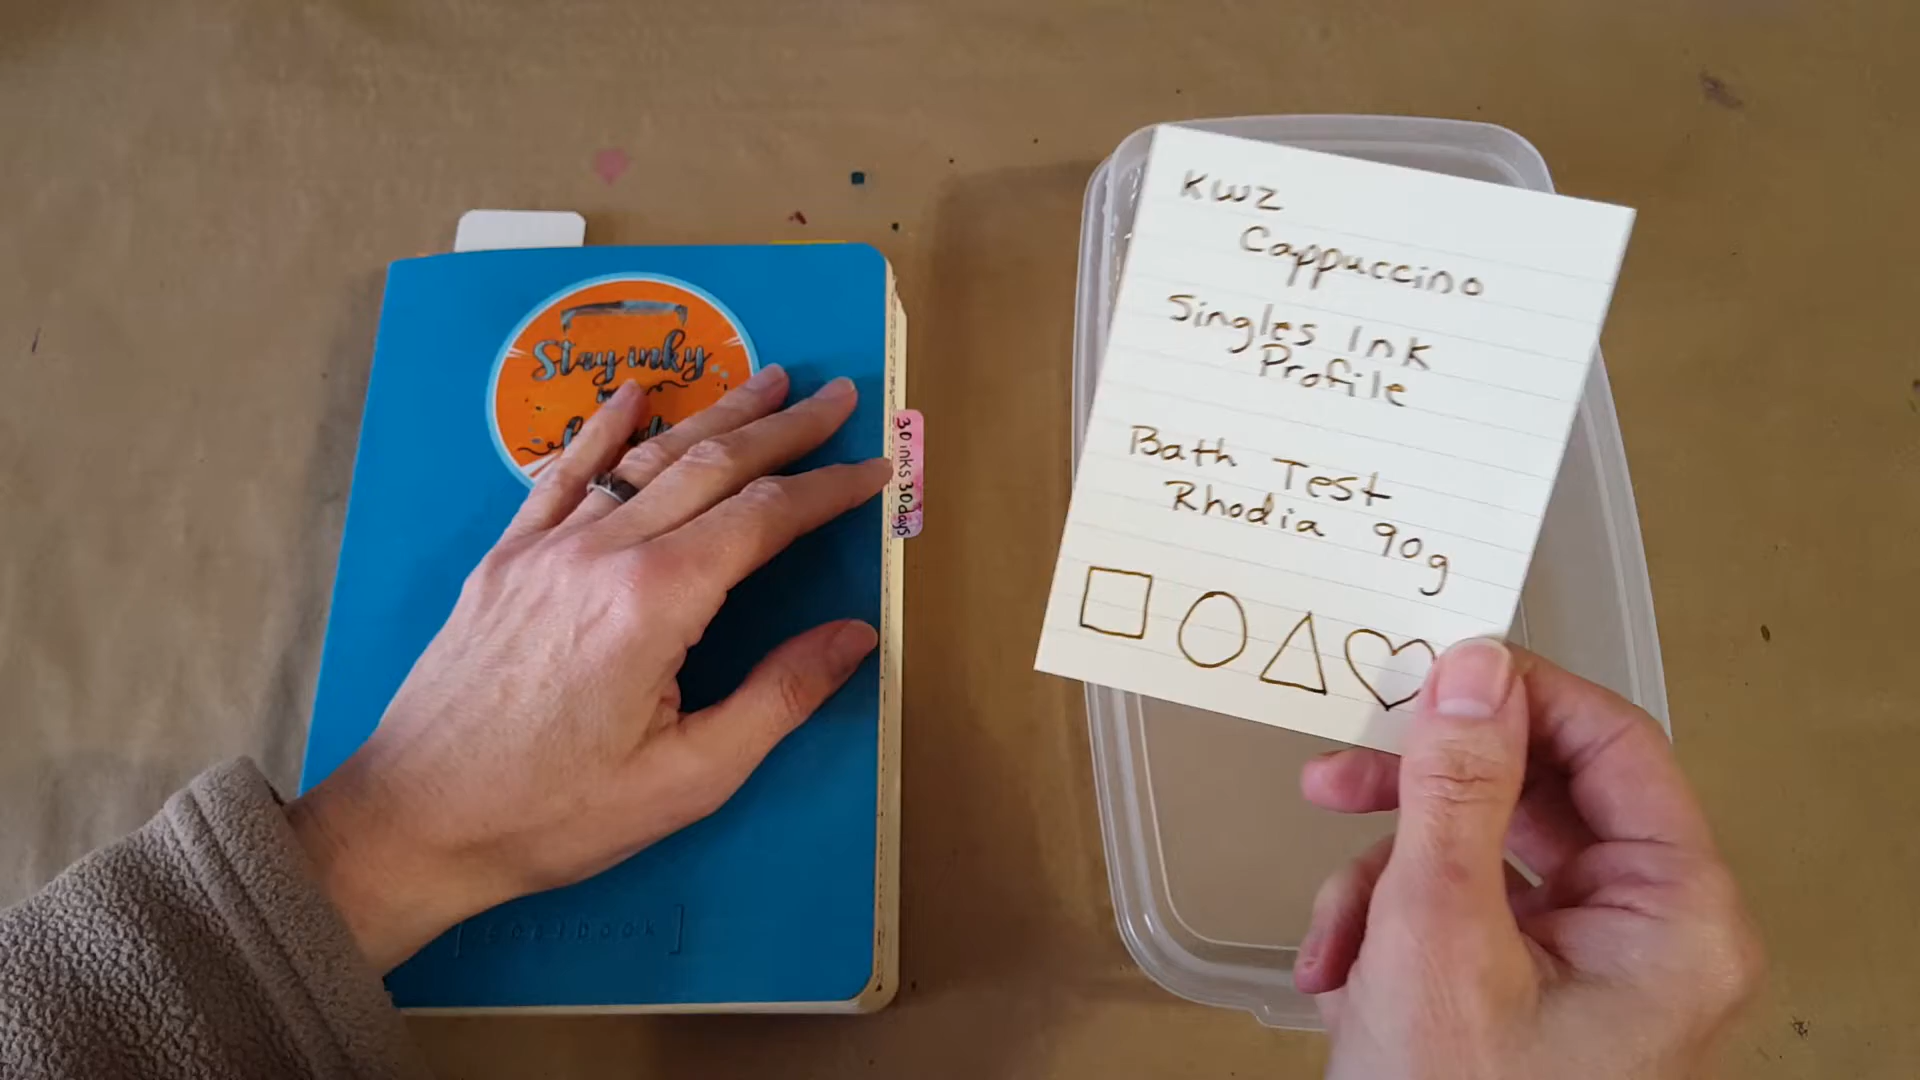 Stay inky
30 inks 30 days
KWZ
Cappuccino
Singles Ink
Profile
Bath Test
Rhodia 90g